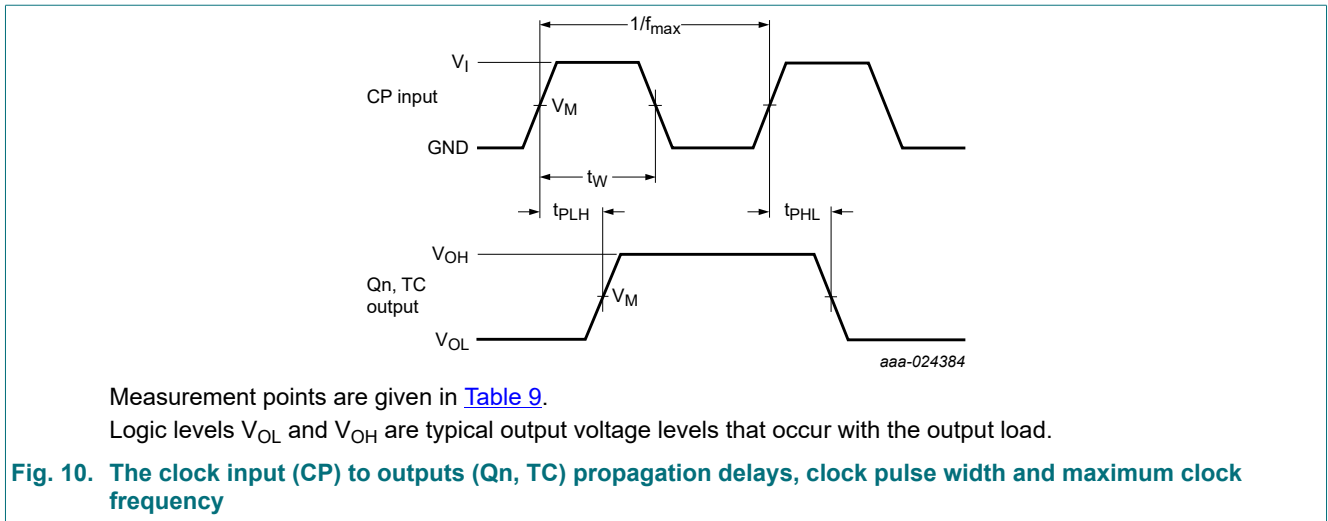 1/fmax
VI
CP input
VM
GND
tW
tPLH
tPHL
VOH
Qn, TC
output
VM
VOL
aaa-024384
Measurement points are given in Table 9.
Logic levels VOL and VOH are typical output voltage levels that occur with the output load.
Fig. 10. The clock input (CP) to outputs (Qn, TC) propagation delays, clock pulse width and maximum clock
frequency